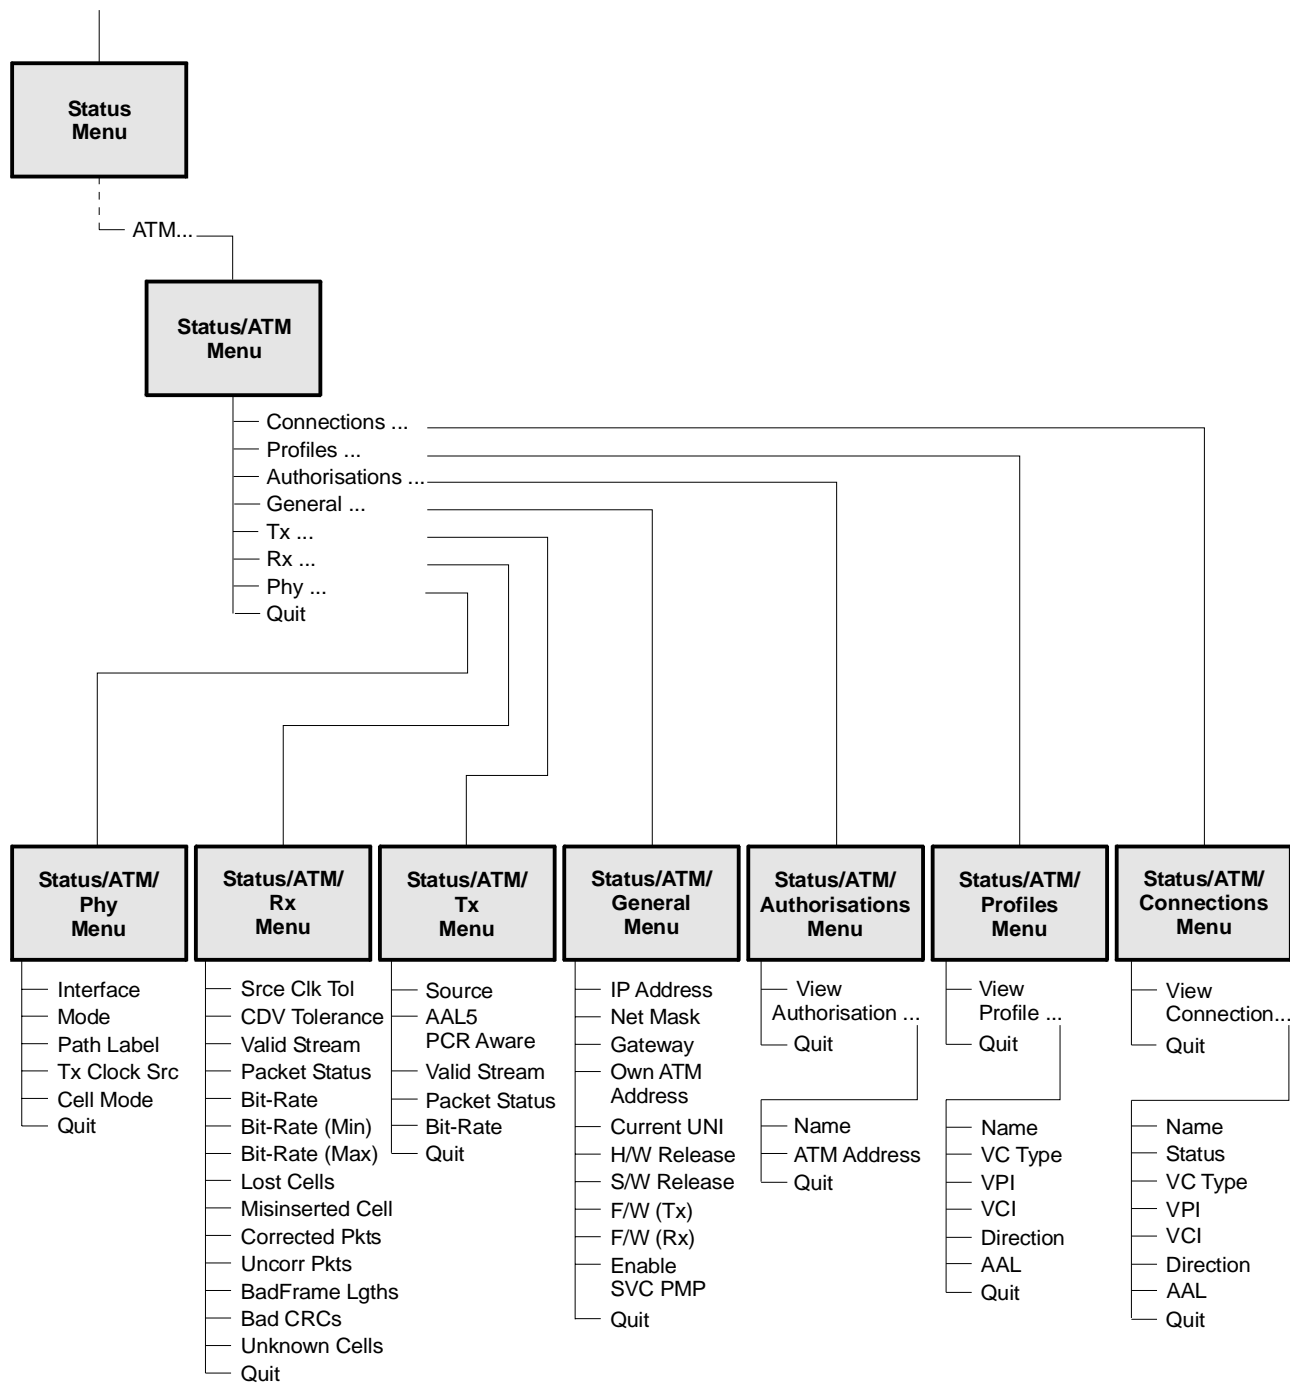 Status
Menu
ATM...
Status/ATM
Menu
Connections ...
Profiles ...
Authorisations ...
General ...
Tx ...
Rx ...
Phy ...
Quit
Status/ATM/
Phy
Menu
Interface
Mode
Path Label
Tx Clock Src
Cell Mode
Quit
Status/ATM/
Rx
Menu
Srce Clk Tol
CDV Tolerance
Valid Stream
Packet Status
Bit-Rate
Bit-Rate (Min)
Bit-Rate (Max)
Lost Cells
Misinserted Cell
Corrected Pkts
Uncorr Pkts
BadFrame Lgths
Bad CRCs
Unknown Cells
Quit
Status/ATM/
Tx
Menu
Source
AAL5
PCR Aware
Valid Stream
Packet Status
Bit-Rate
Quit
Status/ATM/
General
Menu
IP Address
Net Mask
Gateway
Own ATM
Address
Current UNI
H/W Release
S/W Release
F/W (Tx)
F/W (Rx)
Enable
SVC PMP
Quit
Status/ATM/
Authorisations
Menu
View
Authorisation ...
Quit
Name
ATM Address
Quit
Status/ATM/
Profiles
Menu
View
Profile ...
Quit
Name
VC Type
VPI
VCI
Direction
AAL
Quit
Status/ATM/
Connections
Menu
View
Connection...
Quit
Name
Status
VC Type
VPI
VCI
Direction
AAL
Quit